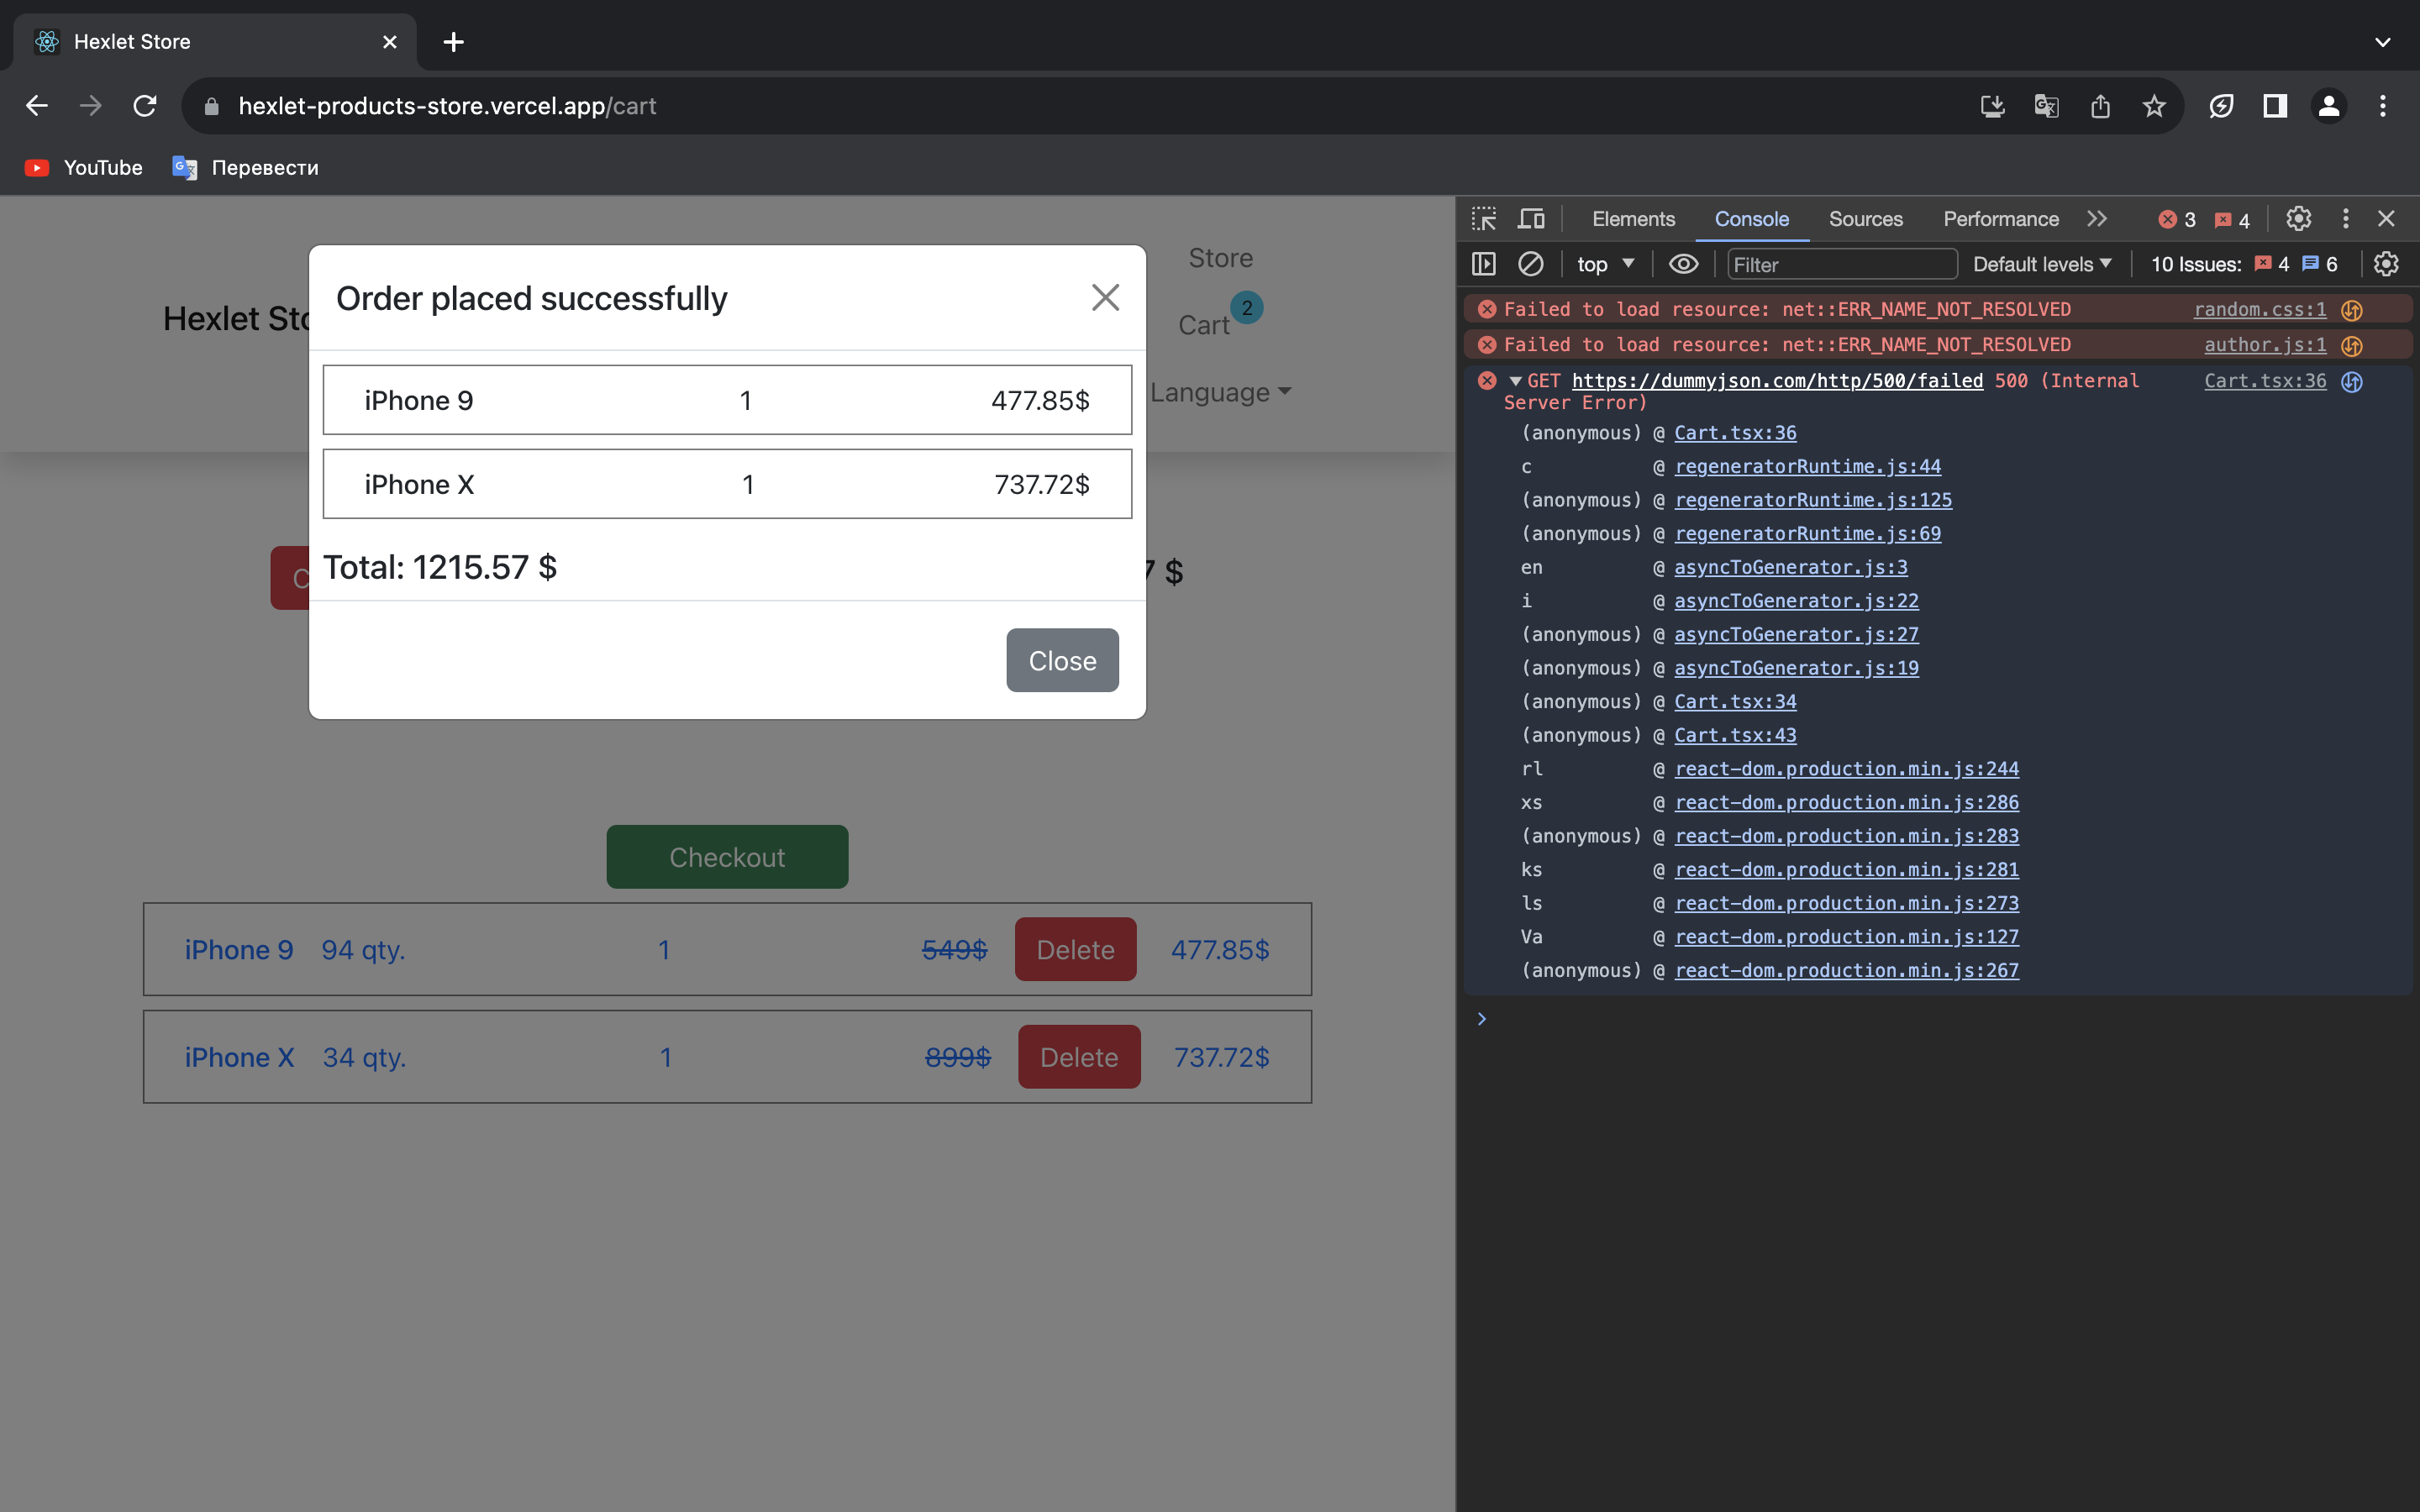 Hexlet Store
hexlet-products-store.vercel.app/cart
YouTube Перевести
Hexlet Sto
Store
Cart 2
Language
Order placed successfully
iPhone 9 1 477.85$
iPhone X 1 737.72$
Total: 1215.57 $
C
7 $
Close
Checkout
iPhone 9 94 qty. 1 549$ Delete 477.85$
iPhone X 34 qty. 1 899$ Delete 737.72$
Elements Console Sources Performance 3 4
top Filter Default levels 10 Issues: 4 6
Failed to load resource: net::ERR_NAME_NOT_RESOLVED random.css:1
Failed to load resource: net::ERR_NAME_NOT_RESOLVED author.js:1
GET https://dummyjson.com/http/500/failed 500 (Internal Cart.tsx:36
Server Error)
(anonymous) @ Cart.tsx:36
c @ regeneratorRuntime.js:44
(anonymous) @ regeneratorRuntime.js:125
(anonymous) @ regeneratorRuntime.js:69
en @ asyncToGenerator.js:3
i @ asyncToGenerator.js:22
(anonymous) @ asyncToGenerator.js:27
(anonymous) @ asyncToGenerator.js:19
(anonymous) @ Cart.tsx:34
(anonymous) @ Cart.tsx:43
rl @ react-dom.production.min.js:244
xs @ react-dom.production.min.js:286
(anonymous) @ react-dom.production.min.js:283
ks @ react-dom.production.min.js:281
ls @ react-dom.production.min.js:273
Va @ react-dom.production.min.js:127
(anonymous) @ react-dom.production.min.js:267